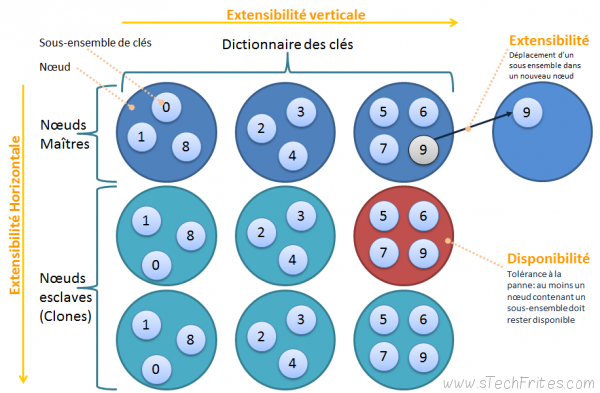 Extensibilité verticale
Sous-ensemble de clés
Dictionnaire des clés
Extensibilité
Déplacement d'un
sous ensemble dans
un nouveau nœud
Nœud
Extensibilité Horizontale
Nœuds
Maîtres
0
1
8
3
2
4
5
6
7
9
9
Nœuds
esclaves
(Clones)
1
8
0
3
2
4
5
6
7
9
Disponibilité
Tolérance à la
panne: au moins un
nœud contenant un
sous-ensemble doit
rester disponible
1
8
0
3
2
4
5
6
7
9
www.sTechFrites.com